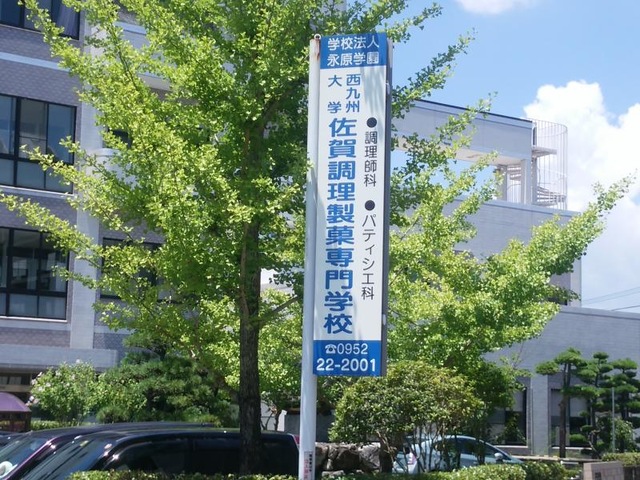 学校法人
永原学園
西九州
大学
佐賀調理製菓専門学校
●調理師科 ●パティシエ科
☎0952
22-2001